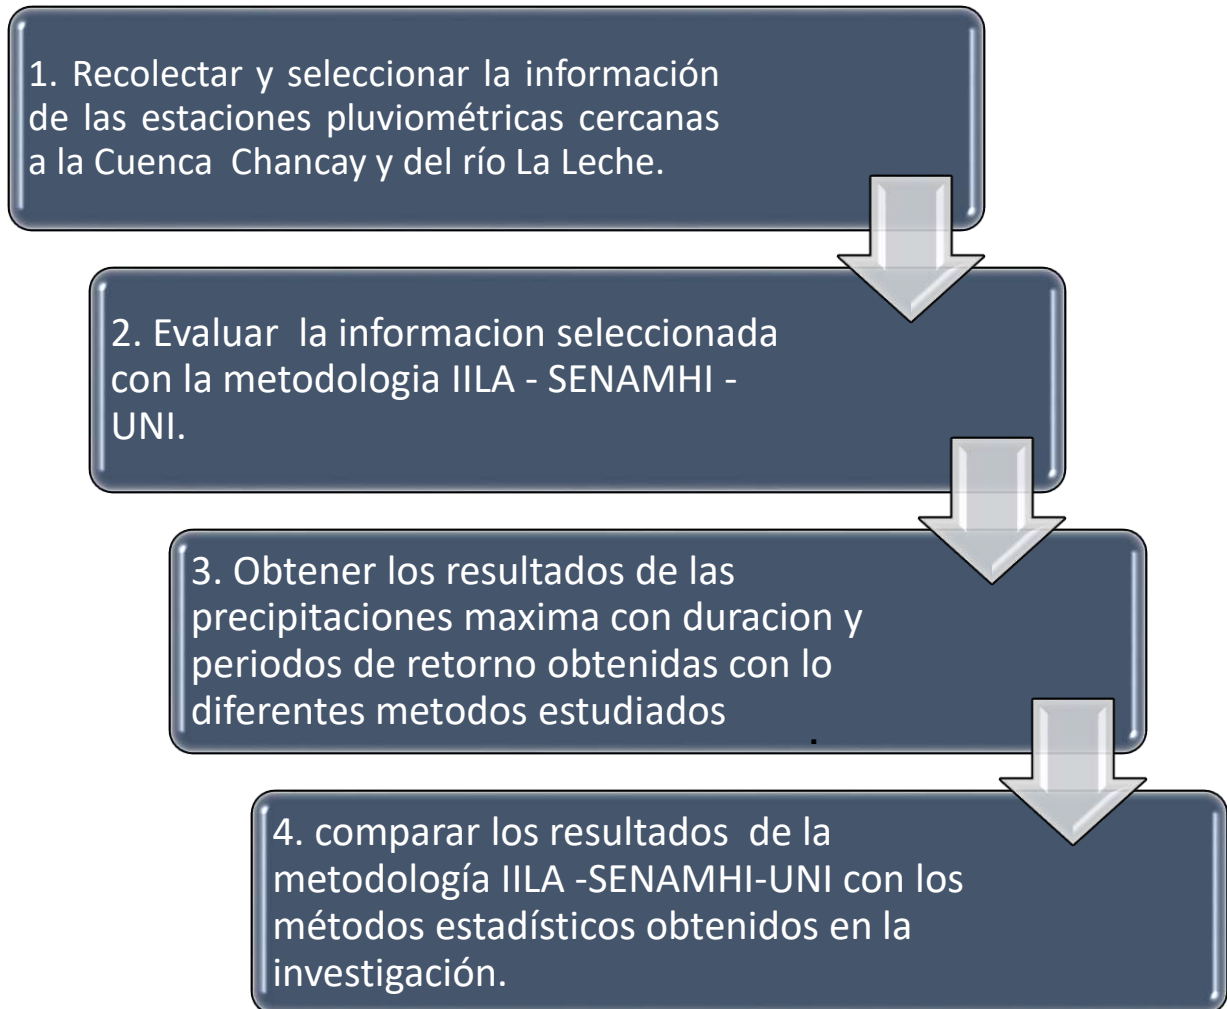 1. Recolectar y seleccionar la información
de las estaciones pluviométricas cercanas
a la Cuenca Chancay y del río La Leche.
2. Evaluar la informacion seleccionada
con la metodologia IILA - SENAMHI -
UNI.
3. Obtener los resultados de las
precipitaciones maxima con duracion y
periodos de retorno obtenidas con lo
diferentes metodos estudiados
.
4. comparar los resultados de la
metodología IILA -SENAMHI-UNI con los
métodos estadísticos obtenidos en la
investigación.